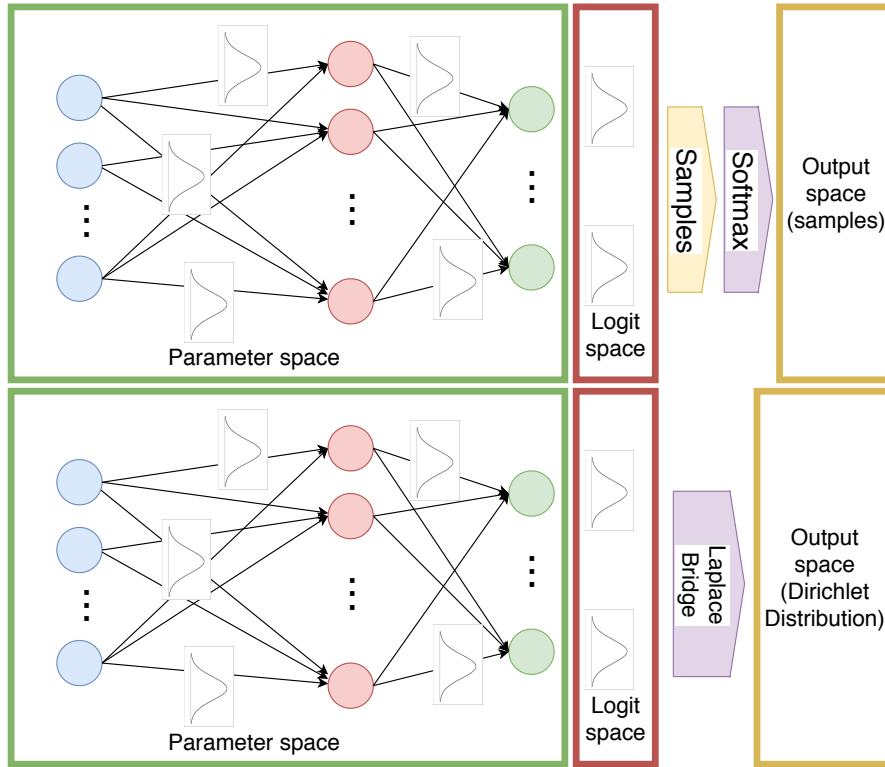 Parameter space
Logit
space
Samples
Softmax
Output
space
(samples)
Parameter space
Logit
space
Laplace
Bridge
Output
space
(Dirichlet
Distribution)